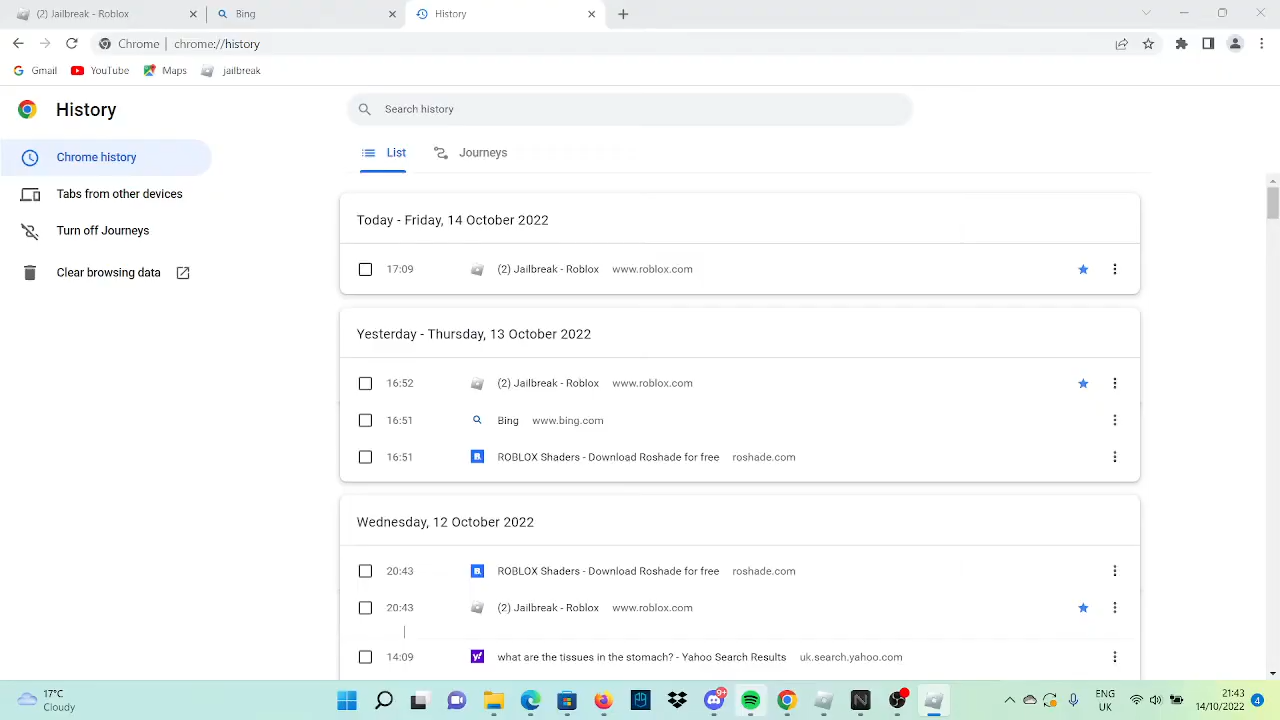 (2) Jailbreak - Roblox
Bing
History
Chrome
chrome://history
Gmail
YouTube
Maps
jailbreak
History
Search history
Chrome history
Tabs from other devices
Turn off Journeys
Clear browsing data
List
Journeys
Today - Friday, 14 October 2022
17:09 (2) Jailbreak - Roblox www.roblox.com
Yesterday - Thursday, 13 October 2022
16:52 (2) Jailbreak - Roblox www.roblox.com
16:51 Bing www.bing.com
16:51 ROBLOX Shaders - Download Roshade for free roshade.com
Wednesday, 12 October 2022
20:43 ROBLOX Shaders - Download Roshade for free roshade.com
20:43 (2) Jailbreak - Roblox www.roblox.com
14:09 what are the tissues in the stomach? - Yahoo Search Results uk.search.yahoo.com
17°C
Cloudy
ENG
UK
21:43
14/10/2022
4